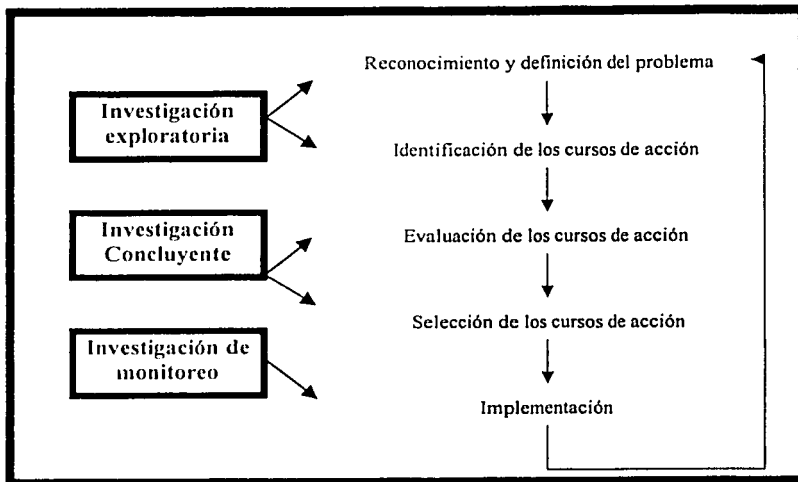 Reconocimiento y definición del problema
Investigación
exploratoria
Identificación de los cursos de acción
Investigación
Concluyente
Evaluación de los cursos de acción
Selección de los cursos de acción
Investigación de
monitoreo
Implementación